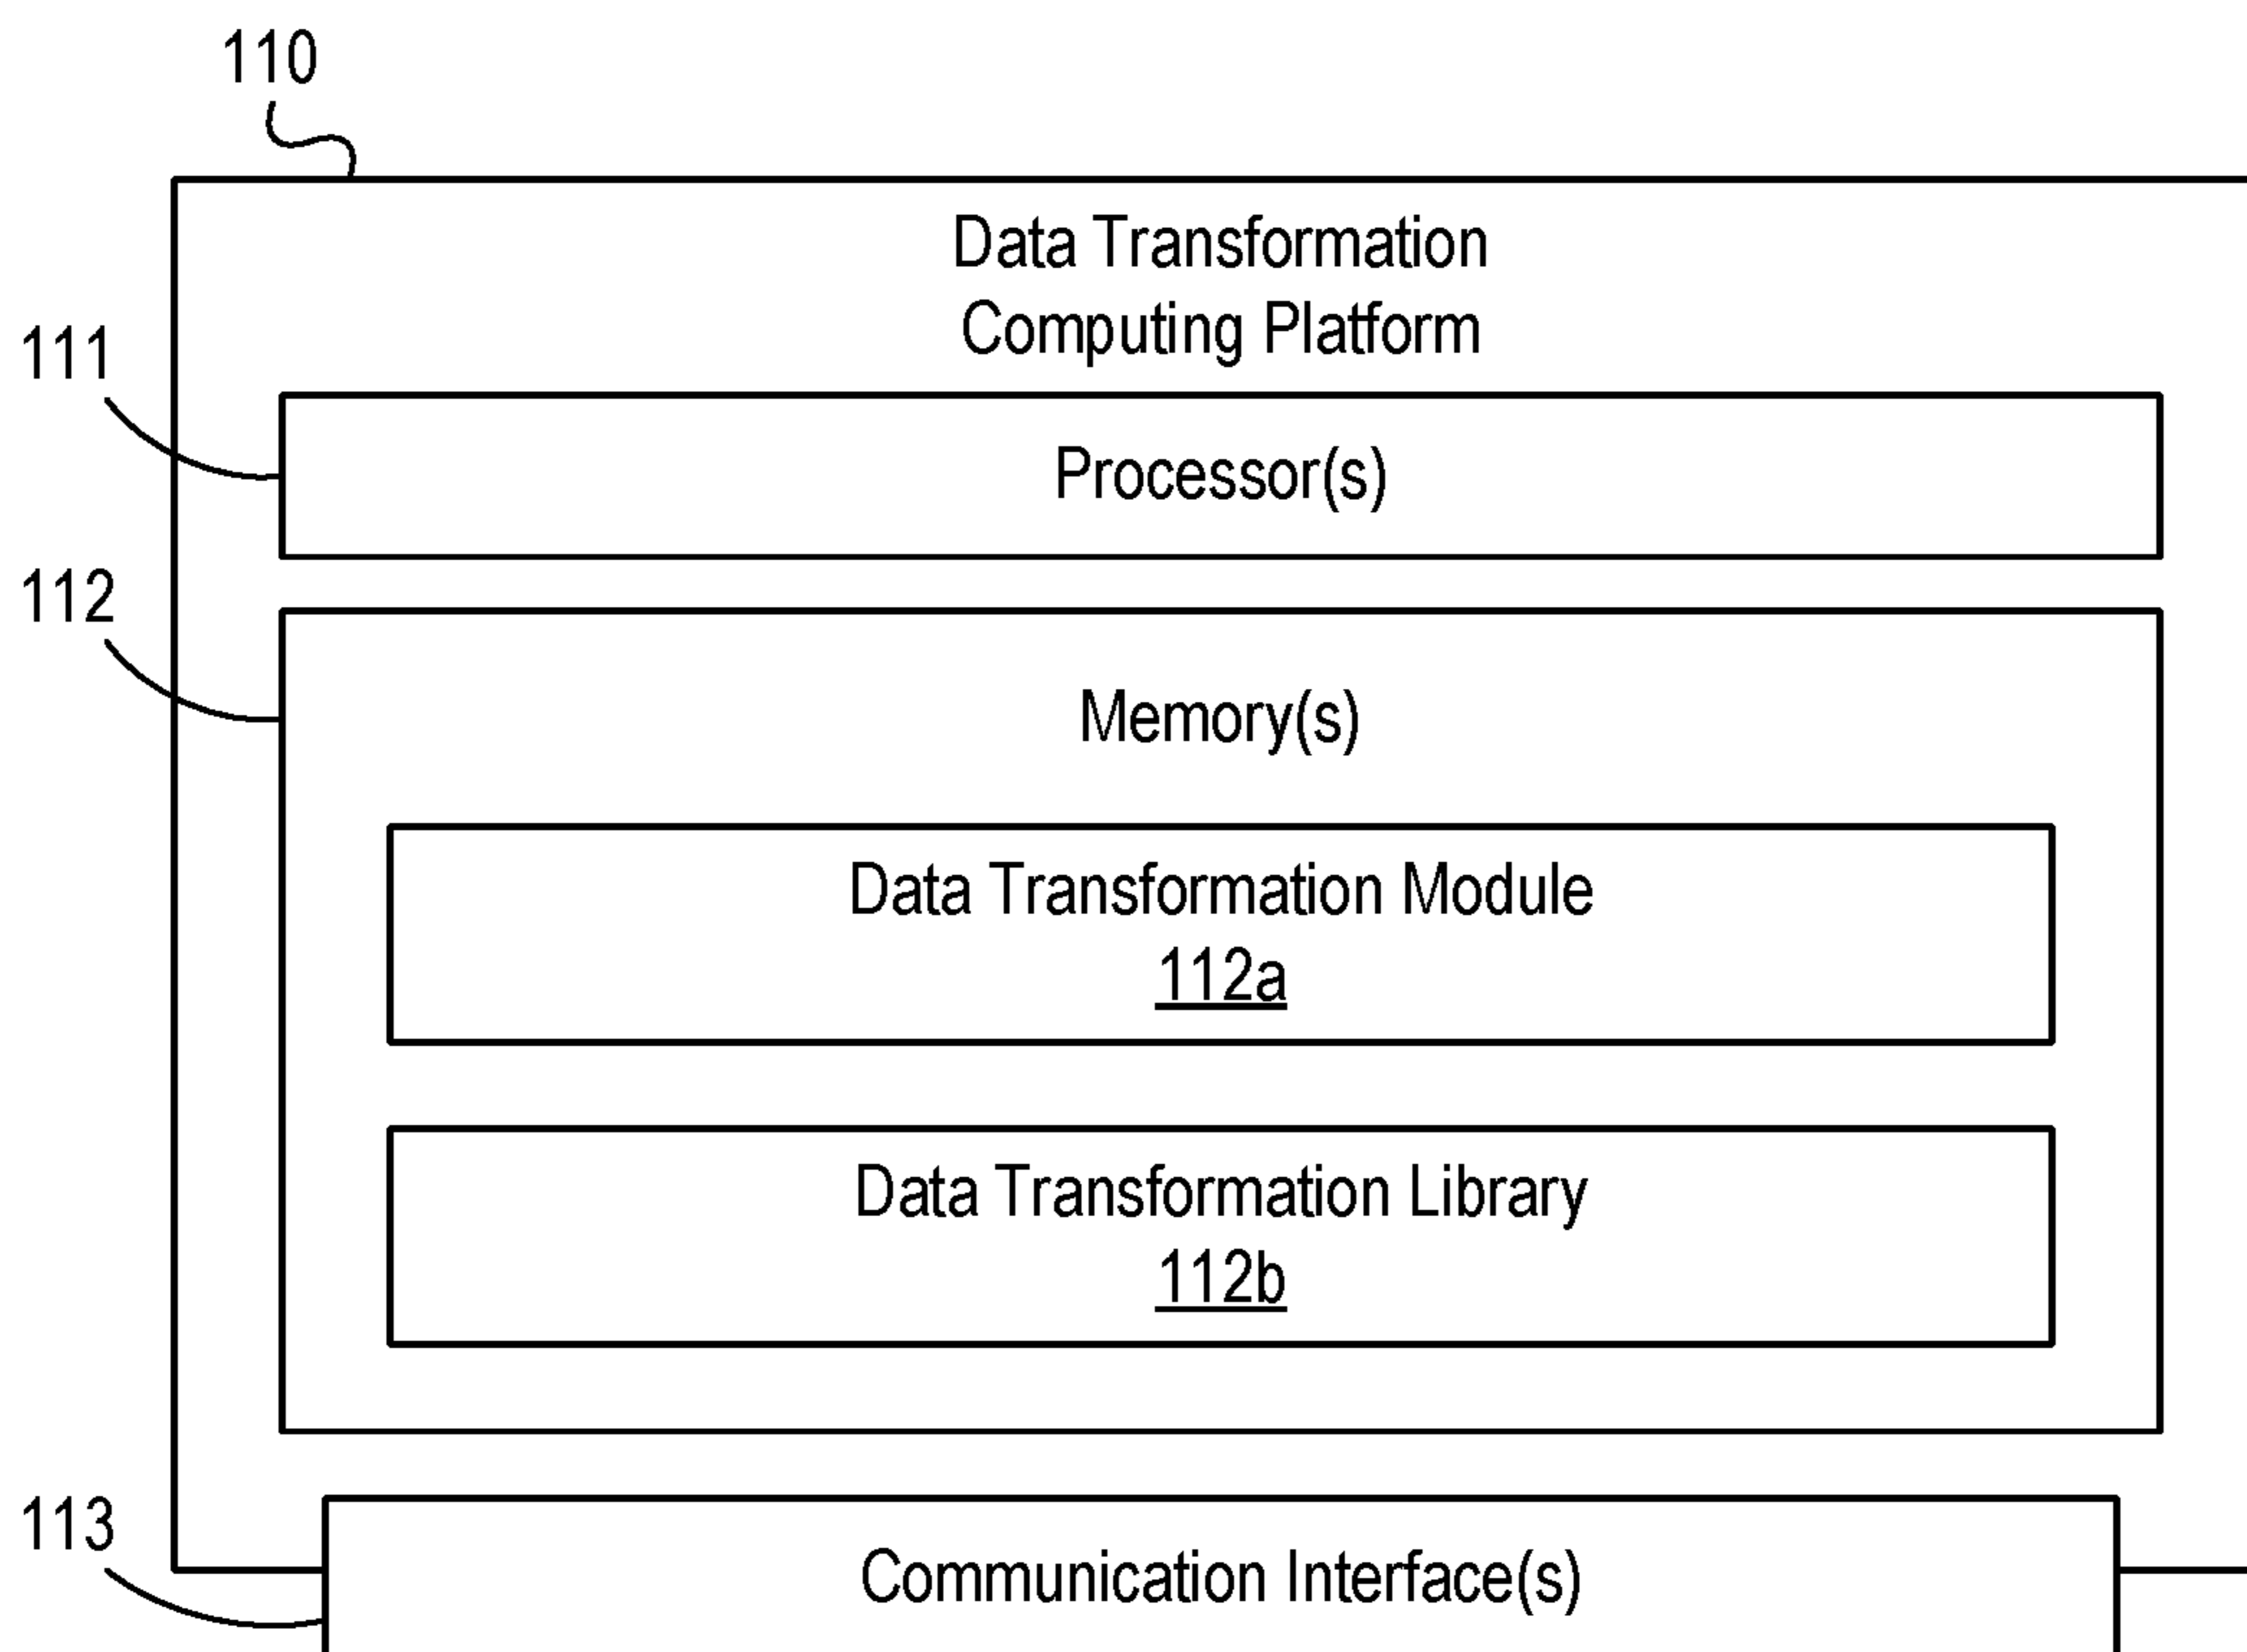 110
Data Transformation
Computing Platform
111
Processor(s)
112
Memory(s)
Data Transformation Module
112a
Data Transformation Library
112b
113
Communication Interface(s)